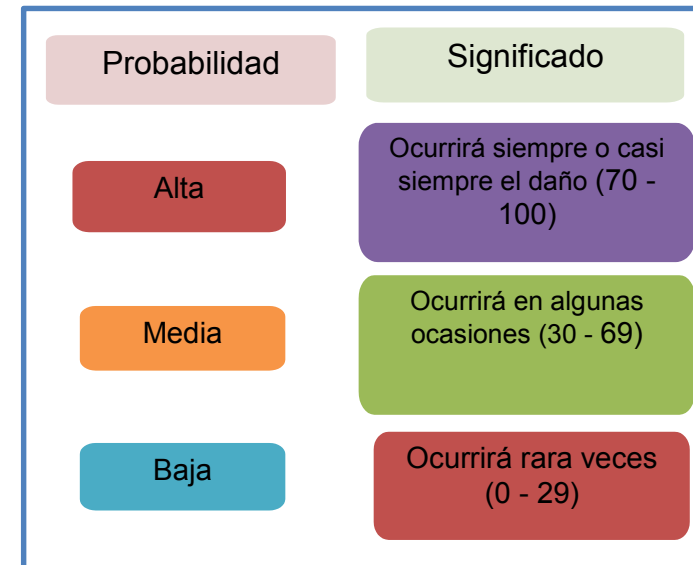 Probabilidad
Significado
Alta
Ocurrirá siempre o casi
siempre el daño (70 -
100)
Media
Ocurrirá en algunas
ocasiones (30 - 69)
Baja
Ocurrirá rara veces
(0 - 29)